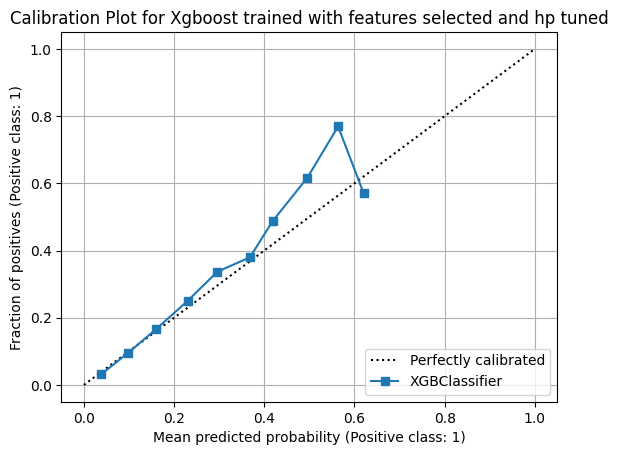 Calibration Plot for Xgboost trained with features selected and hp tuned
1.0
0.8
0.6
0.4
0.2
0.0
Fraction of positives (Positive class: 1)
Perfectly calibrated
XGBClassifier
0.0 0.2 0.4 0.6 0.8 1.0
Mean predicted probability (Positive class: 1)